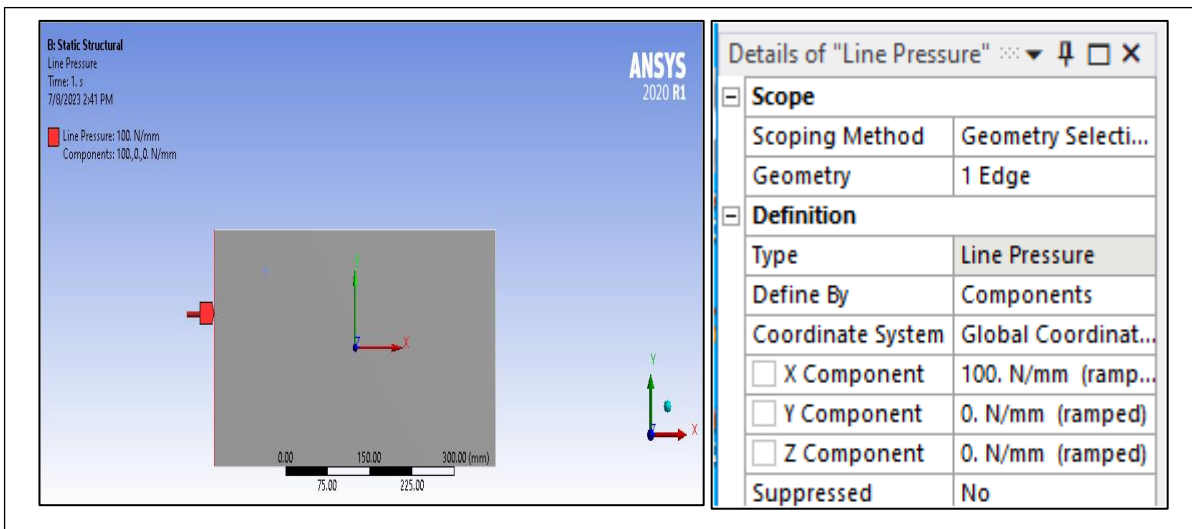 B: Static Structural
Line Pressure
Time: 1. s
7/8/2023 2:41 PM
Line Pressure: 100. N/mm
Components: 100.,0.,0. N/mm
ANSYS
2020 R1
Y
X
Z
Y
X
Z
0.00 150.00 300.00 (mm)
75.00 225.00
Details of "Line Pressure"
Scope
Scoping Method Geometry Selecti...
Geometry 1 Edge
Definition
Type Line Pressure
Define By Components
Coordinate System Global Coordinat...
X Component 100. N/mm (ramp...
Y Component 0. N/mm (ramped)
Z Component 0. N/mm (ramped)
Suppressed No